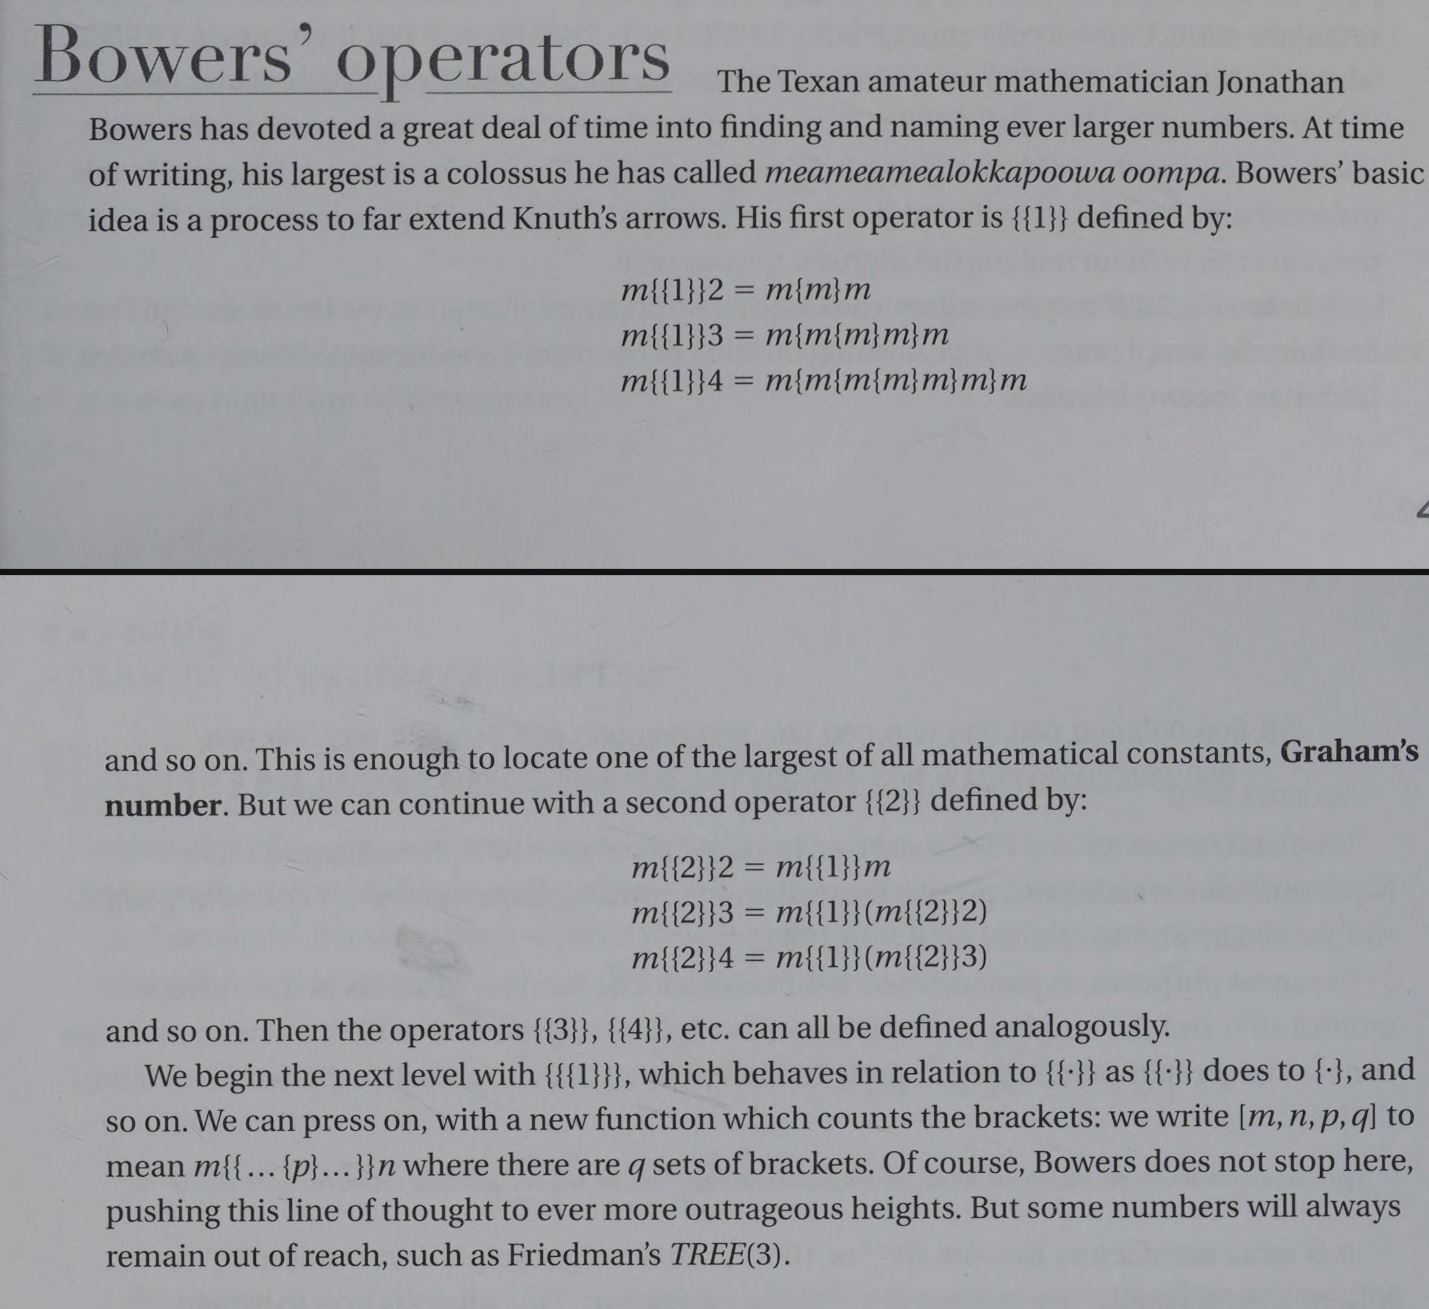 Bowers' operators The Texan amateur mathematician Jonathan
Bowers has devoted a great deal of time into finding and naming ever larger numbers. At time
of writing, his largest is a colossus he has called meameamealokkapoowa oompa. Bowers' basic
idea is a process to far extend Knuth's arrows. His first operator is {{1}} defined by:
m{{1}}2 = m{m}m
m{{1}}3 = m{m{m}m}m
m{{1}}4 = m{m{m{m}m}m}m
and so on. This is enough to locate one of the largest of all mathematical constants, Graham's
number. But we can continue with a second operator {{2}} defined by:
m{{2}}2 = m{{1}}m
m{{2}}3 = m{{1}}(m{{2}}2)
m{{2}}4 = m{{1}}(m{{2}}3)
and so on. Then the operators {{3}}, {{4}}, etc. can all be defined analogously.
We begin the next level with {{{1}}}, which behaves in relation to {{·}} as {{·}} does to {·}, and
so on. We can press on, with a new function which counts the brackets: we write [m, n, p, q] to
mean m{{ … {p}… }}n where there are q sets of brackets. Of course, Bowers does not stop here,
pushing this line of thought to ever more outrageous heights. But some numbers will always
remain out of reach, such as Friedman's TREE(3).